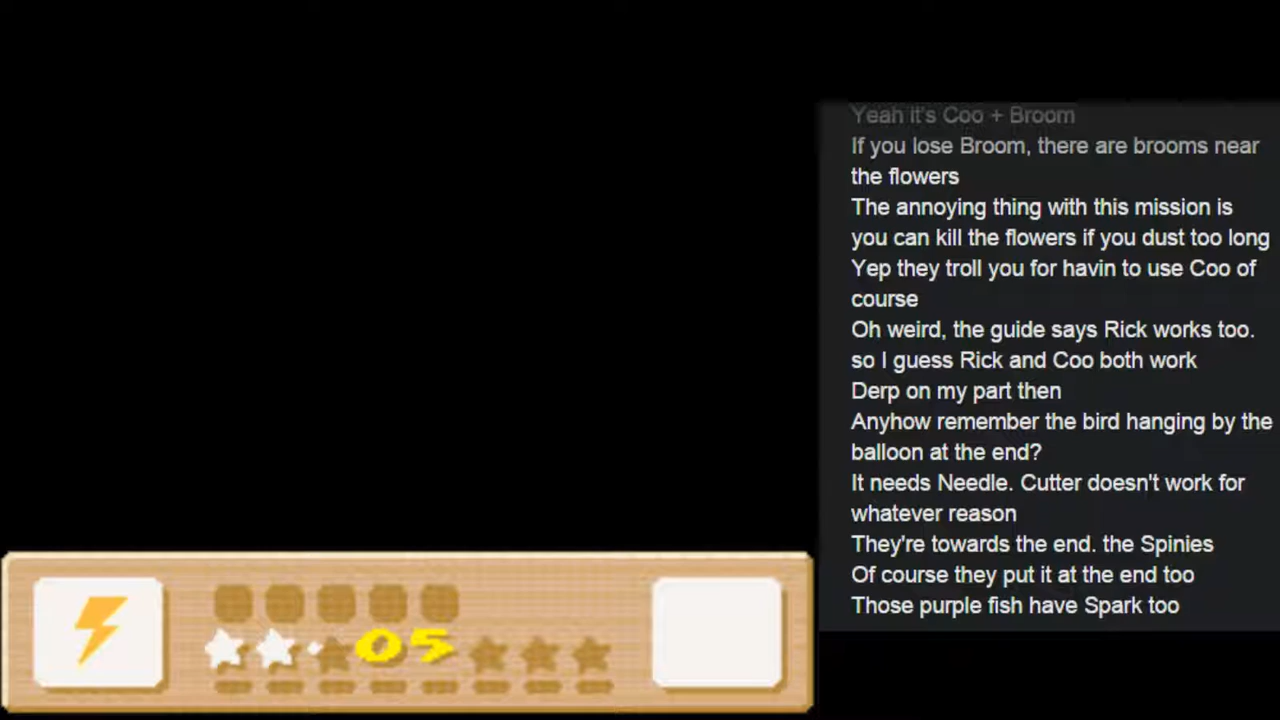 Yeah it's Coo + Broom
If you lose Broom, there are brooms near
the flowers
The annoying thing with this mission is
you can kill the flowers if you dust too long
Yep they troll you for havin to use Coo of
course
Oh weird, the guide says Rick works too.
so I guess Rick and Coo both work
Derp on my part then
Anyhow remember the bird hanging by the
balloon at the end?
It needs Needle. Cutter doesn't work for
whatever reason
They're towards the end. the Spinies
Of course they put it at the end too
Those purple fish have Spark too
05